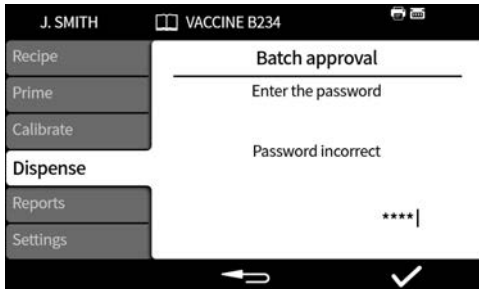 J. SMITH
VACCINE B234
Recipe
Prime
Calibrate
Dispense
Reports
Settings
Batch approval
Enter the password
Password incorrect
****